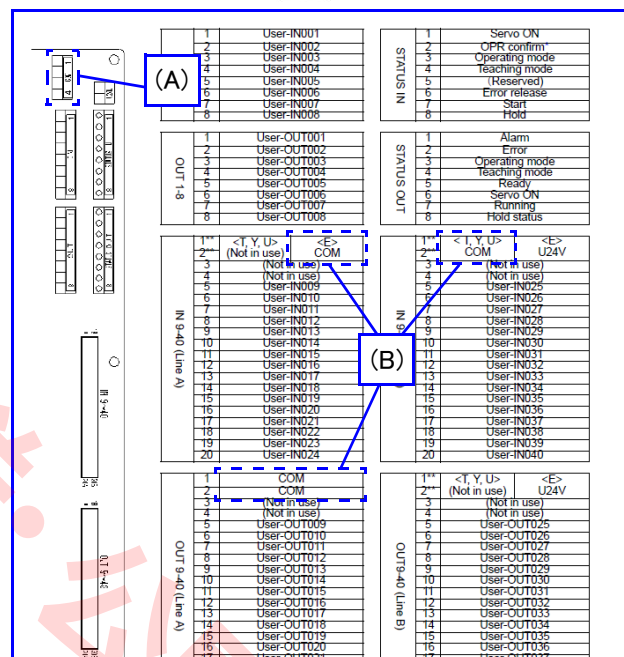 1 User-IN001
2 User-IN002
3 User-IN003
4 User-IN004
5 User-IN005
6 User-IN006
7 User-IN007
8 User-IN008
STATUS IN
1 Servo ON
2 OPR confirm*
3 Operating mode
4 Teaching mode
5 (Reserved)
6 Error release
7 Start
8 Hold
(A)
OUT 1-8
1 User-OUT001
2 User-OUT002
3 User-OUT003
4 User-OUT004
5 User-OUT005
6 User-OUT006
7 User-OUT007
8 User-OUT008
STATUS OUT
1 Alarm
2 Error
3 Operating mode
4 Teaching mode
5 Ready
6 Servo ON
7 Running
8 Hold status
IN 9-40 (Line A)
1** <T, Y, U> <E>
2** (Not in use) COM
3 (Not in use)
4 (Not in use)
5 User-IN009
6 User-IN010
7 User-IN011
8 User-IN012
9 User-IN013
10 User-IN014
11 User-IN015
12 User-IN016
13 User-IN017
14 User-IN018
15 User-IN019
16 User-IN020
17 User-IN021
18 User-IN022
19 User-IN023
20 User-IN024
(B)
1** <T, Y, U> <E>
2** COM U24V
3 (Not in use)
4 (Not in use)
5 User-IN025
6 User-IN026
7 User-IN027
8 User-IN028
9 User-IN029
10 User-IN030
11 User-IN031
12 User-IN032
13 User-IN033
14 User-IN034
15 User-IN035
16 User-IN036
17 User-IN037
18 User-IN038
19 User-IN039
20 User-IN040
OUT 9-40 (Line A)
1 COM
2 COM
3 (Not in use)
4 (Not in use)
5 User-OUT009
6 User-OUT010
7 User-OUT011
8 User-OUT012
9 User-OUT013
10 User-OUT014
11 User-OUT015
12 User-OUT016
13 User-OUT017
14 User-OUT018
15 User-OUT019
16 User-OUT020
OUT9-40 (Line B)
1** <T, Y, U> <E>
2** (Not in use) U24V
3 (Not in use)
4 (Not in use)
5 User-OUT025
6 User-OUT026
7 User-OUT027
8 User-OUT028
9 User-OUT029
10 User-OUT030
11 User-OUT031
12 User-OUT032
13 User-OUT033
14 User-OUT034
15 User-OUT035
16 User-OUT036
IN 9-40
OUT 9-40